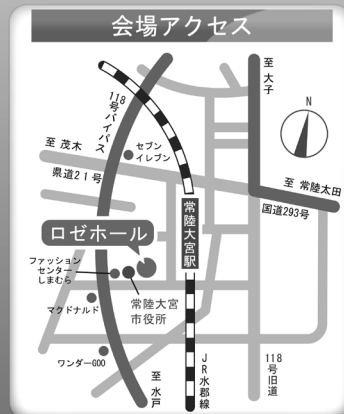 会場アクセス
118号バイパス
至 大子
N
セブン
イレブン
至 茂木
県道21号
至 常陸太田
国道293号
常陸大宮駅
ロゼホール
ファッション
センター
しまむら
常陸大宮
市役所
マクドナルド
ワンダーGOO
至 水戸
JR水郡線
118号旧道